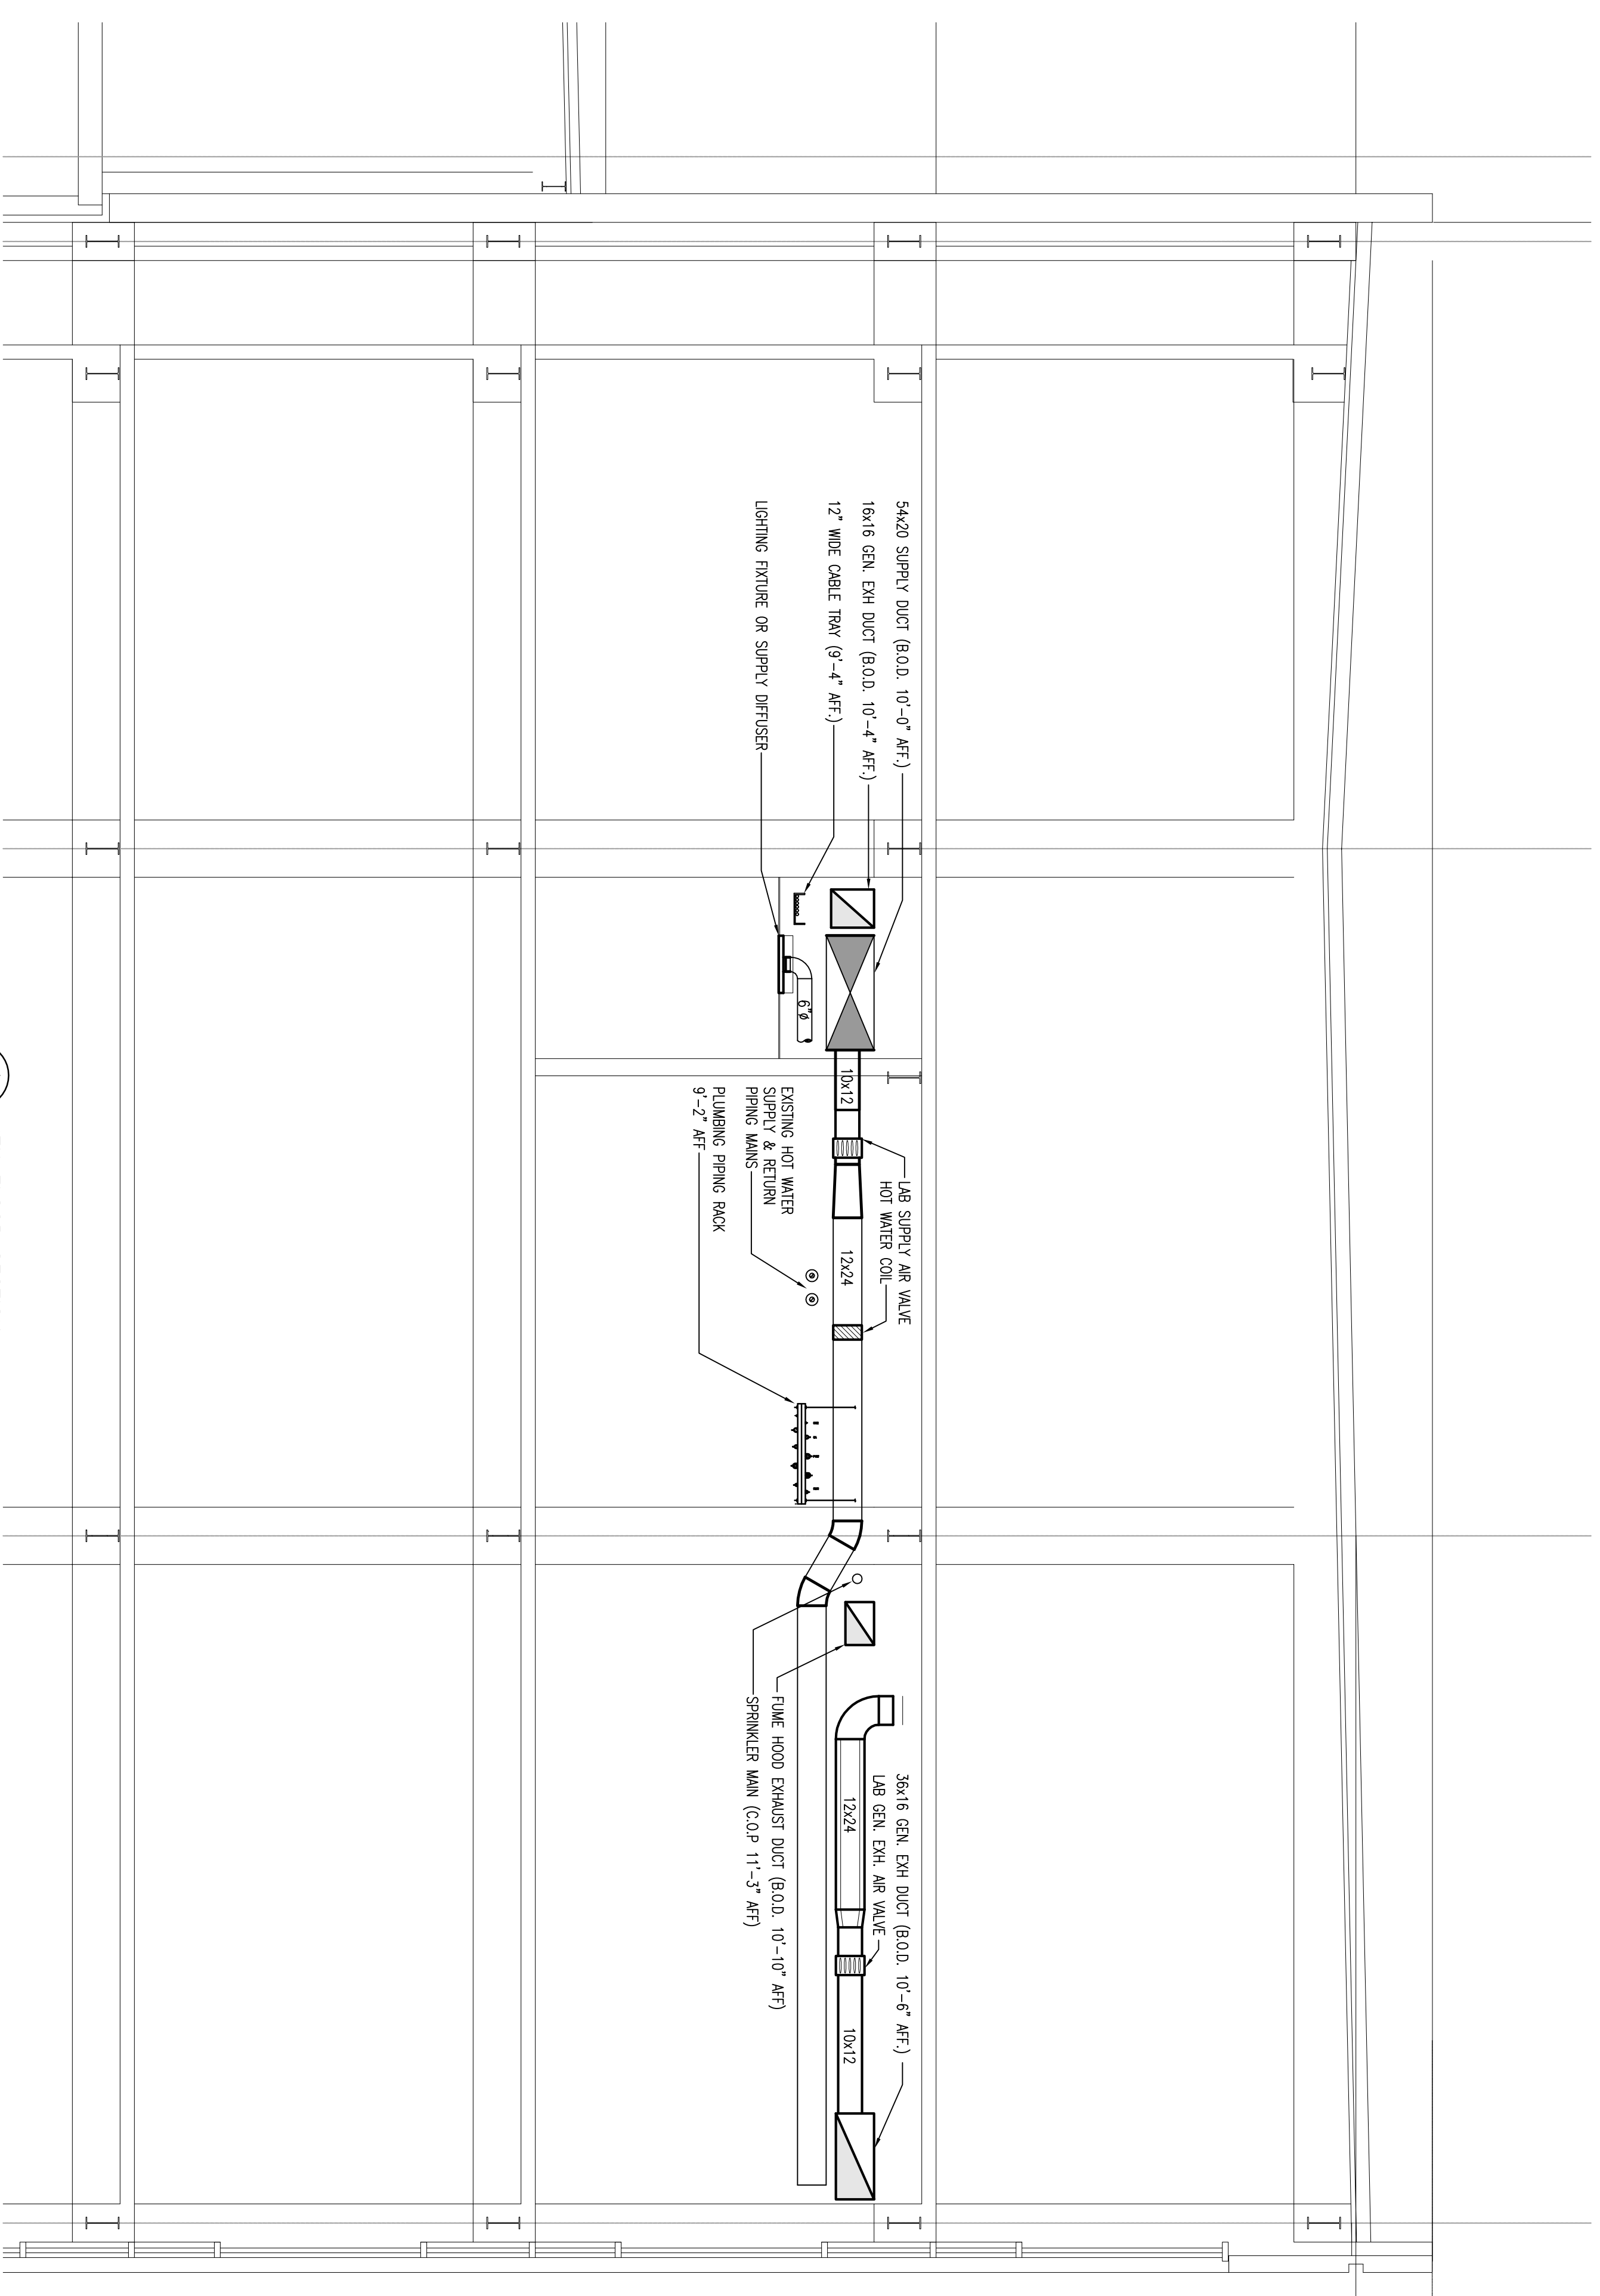 54x20 SUPPLY DUCT (B.O.D. 10'-0" AFF.)
16x16 GEN. EXH DUCT (B.O.D. 10'-4" AFF.)
12" WIDE CABLE TRAY (9'-4" AFF.)
LIGHTING FIXTURE OR SUPPLY DIFFUSER
6"ø
10x12
LAB SUPPLY AIR VALVE
HOT WATER COIL
12x24
EXISTING HOT WATER
SUPPLY & RETURN
PIPING MAINS
PLUMBING PIPING RACK
9'-2" AFF
36x16 GEN. EXH DUCT (B.O.D. 10'-6" AFF.)
LAB GEN. EXH. AIR VALVE
12x24
10x12
FUME HOOD EXHAUST DUCT (B.O.D. 10'-10" AFF)
SPRINKLER MAIN (C.O.P 11'-3" AFF)